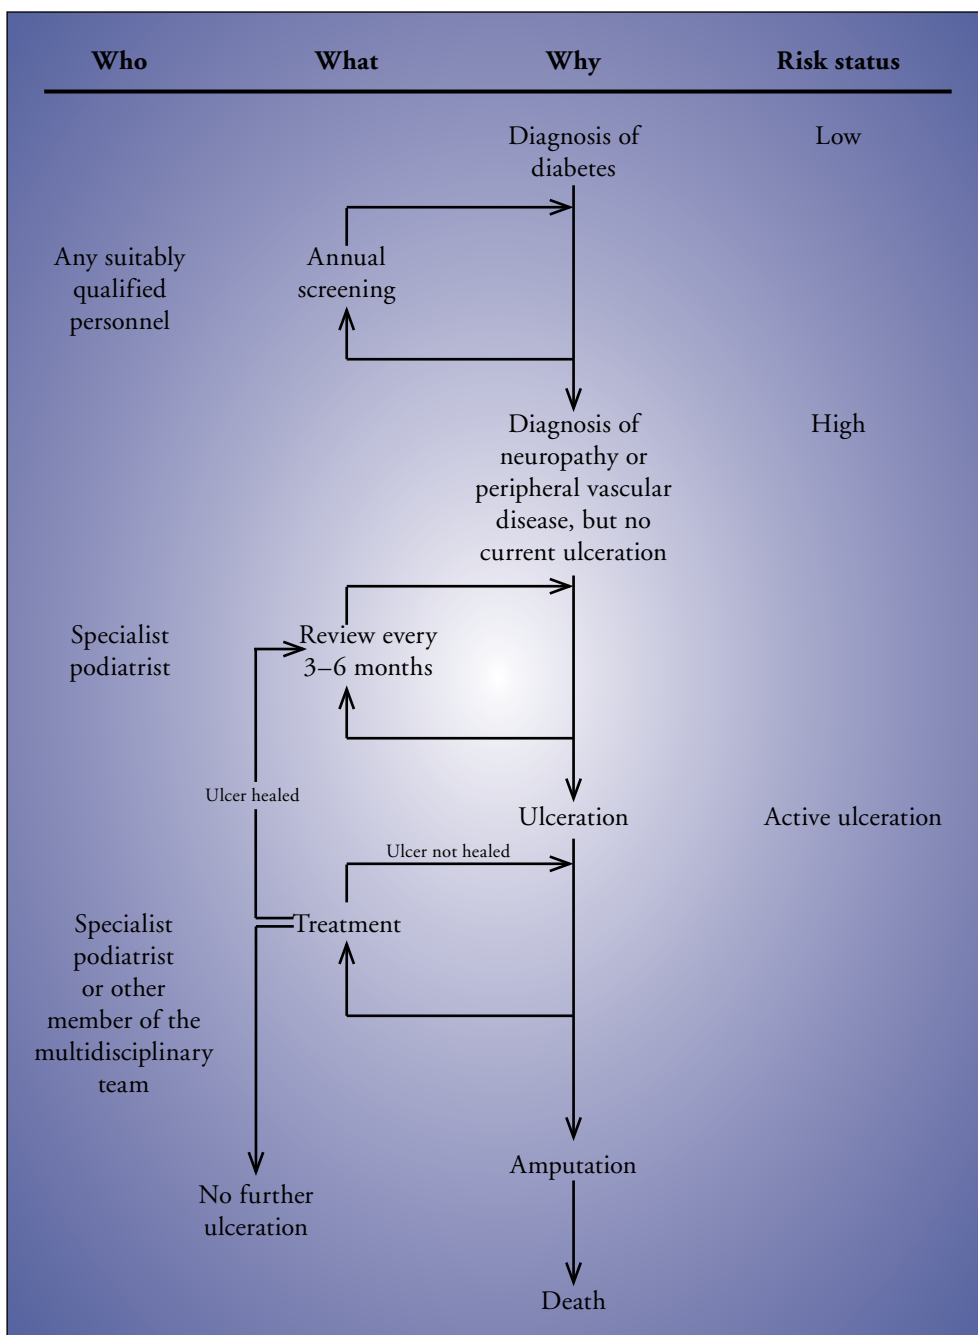 Who What Why Risk status
Diagnosis of
diabetes
Low
Any suitably
qualified
personnel
Annual
screening
Diagnosis of
neuropathy or
peripheral vascular
disease, but no
current ulceration
High
Specialist
podiatrist
Review every
3–6 months
Ulcer healed
Ulceration
Active ulceration
Ulcer not healed
Specialist
podiatrist
or other
member of the
multidisciplinary
team
Treatment
Amputation
No further
ulceration
Death